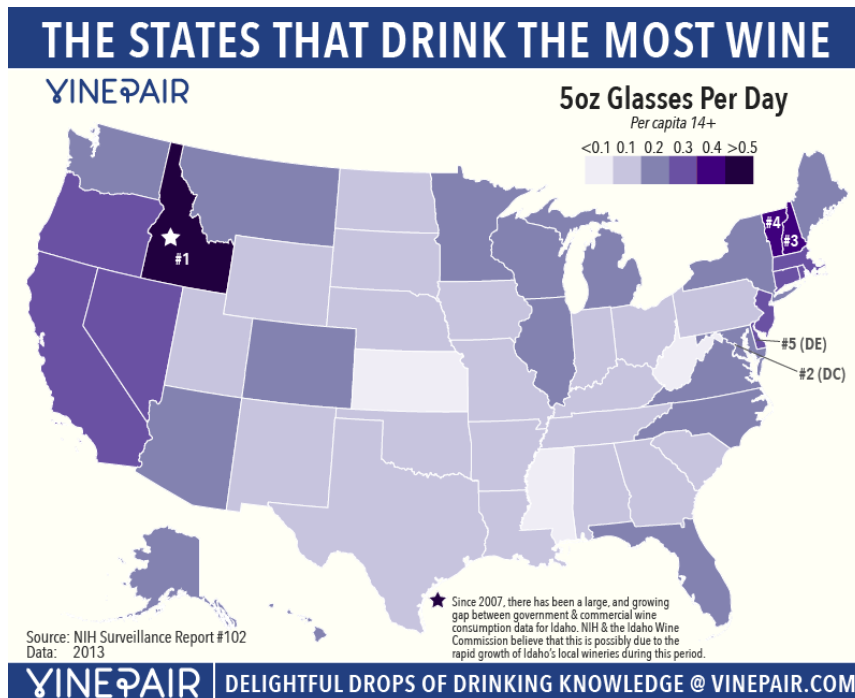 THE STATES THAT DRINK THE MOST WINE
VINEPAIR
5oz Glasses Per Day
Per capita 14+
<0.1 0.1 0.2 0.3 0.4 >0.5
#4
#3
#1
#5 (DE)
#2 (DC)
Since 2007, there has been a large, and growing
gap between government & commercial wine
consumption data for Idaho. NIH & the Idaho Wine
Commission believe that this is possibly due to the
rapid growth of Idaho's local wineries during this period.
Source: NIH Surveillance Report #102
Data: 2013
VINEPAIR DELIGHTFUL DROPS OF DRINKING KNOWLEDGE @ VINEPAIR.COM